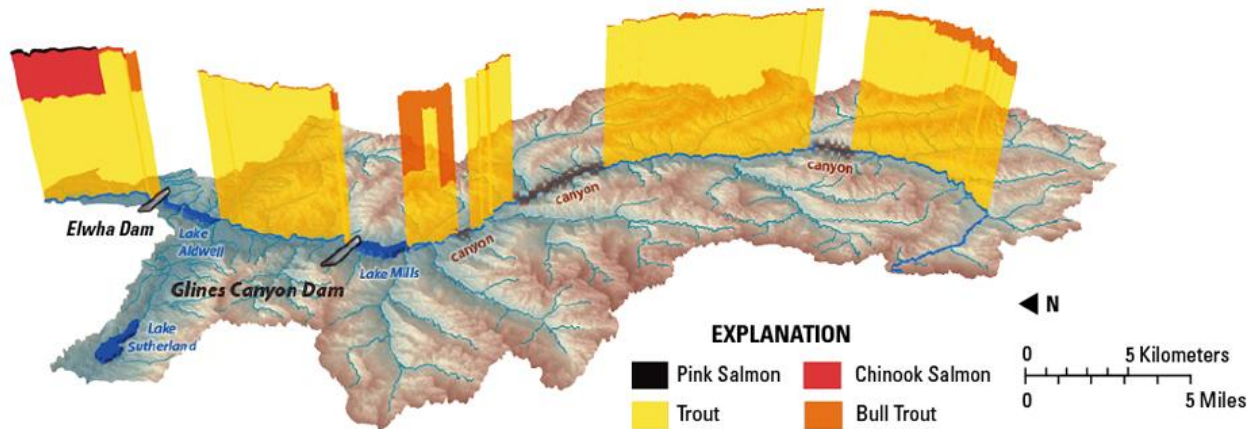 Elwha Dam
Lake
Aldwell
Glines Canyon Dam
Lake Mills
canyon
canyon
canyon
Lake
Sutherland
N
EXPLANATION
Pink Salmon
Chinook Salmon
Trout
Bull Trout
0 5 Kilometers
0 5 Miles